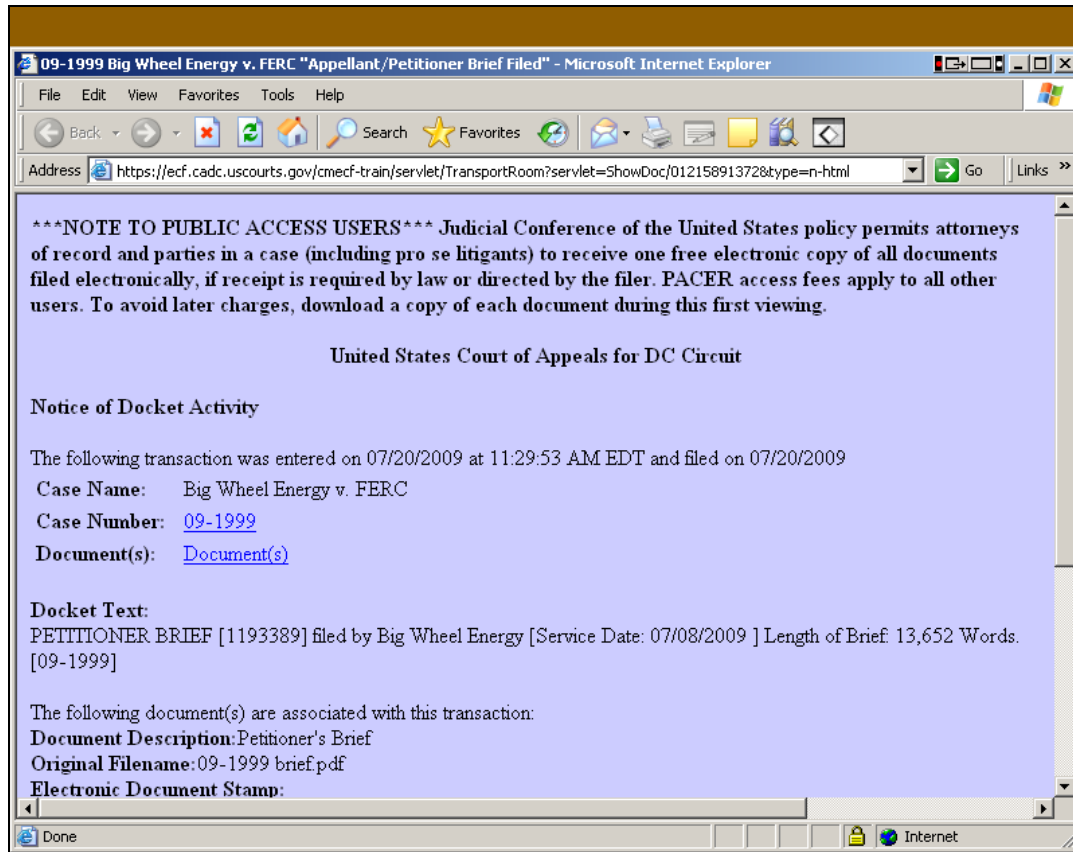 09-1999 Big Wheel Energy v. FERC "Appellant/Petitioner Brief Filed" - Microsoft Internet Explorer
File Edit View Favorites Tools Help
Back Search Favorites
Address https://ecf.cadc.uscourts.gov/cmecf-train/servlet/TransportRoom?servlet=ShowDoc/01215891372&type=n-html Go Links »
***NOTE TO PUBLIC ACCESS USERS*** Judicial Conference of the United States policy permits attorneys
of record and parties in a case (including pro se litigants) to receive one free electronic copy of all documents
filed electronically, if receipt is required by law or directed by the filer. PACER access fees apply to all other
users. To avoid later charges, download a copy of each document during this first viewing.
United States Court of Appeals for DC Circuit
Notice of Docket Activity
The following transaction was entered on 07/20/2009 at 11:29:53 AM EDT and filed on 07/20/2009
Case Name: Big Wheel Energy v. FERC
Case Number: 09-1999
Document(s): Document(s)
Docket Text:
PETITIONER BRIEF [1193389] filed by Big Wheel Energy [Service Date: 07/08/2009 ] Length of Brief: 13,652 Words.
[09-1999]
The following document(s) are associated with this transaction:
Document Description:Petitioner's Brief
Original Filename:09-1999 brief.pdf
Electronic Document Stamp:
Done Internet